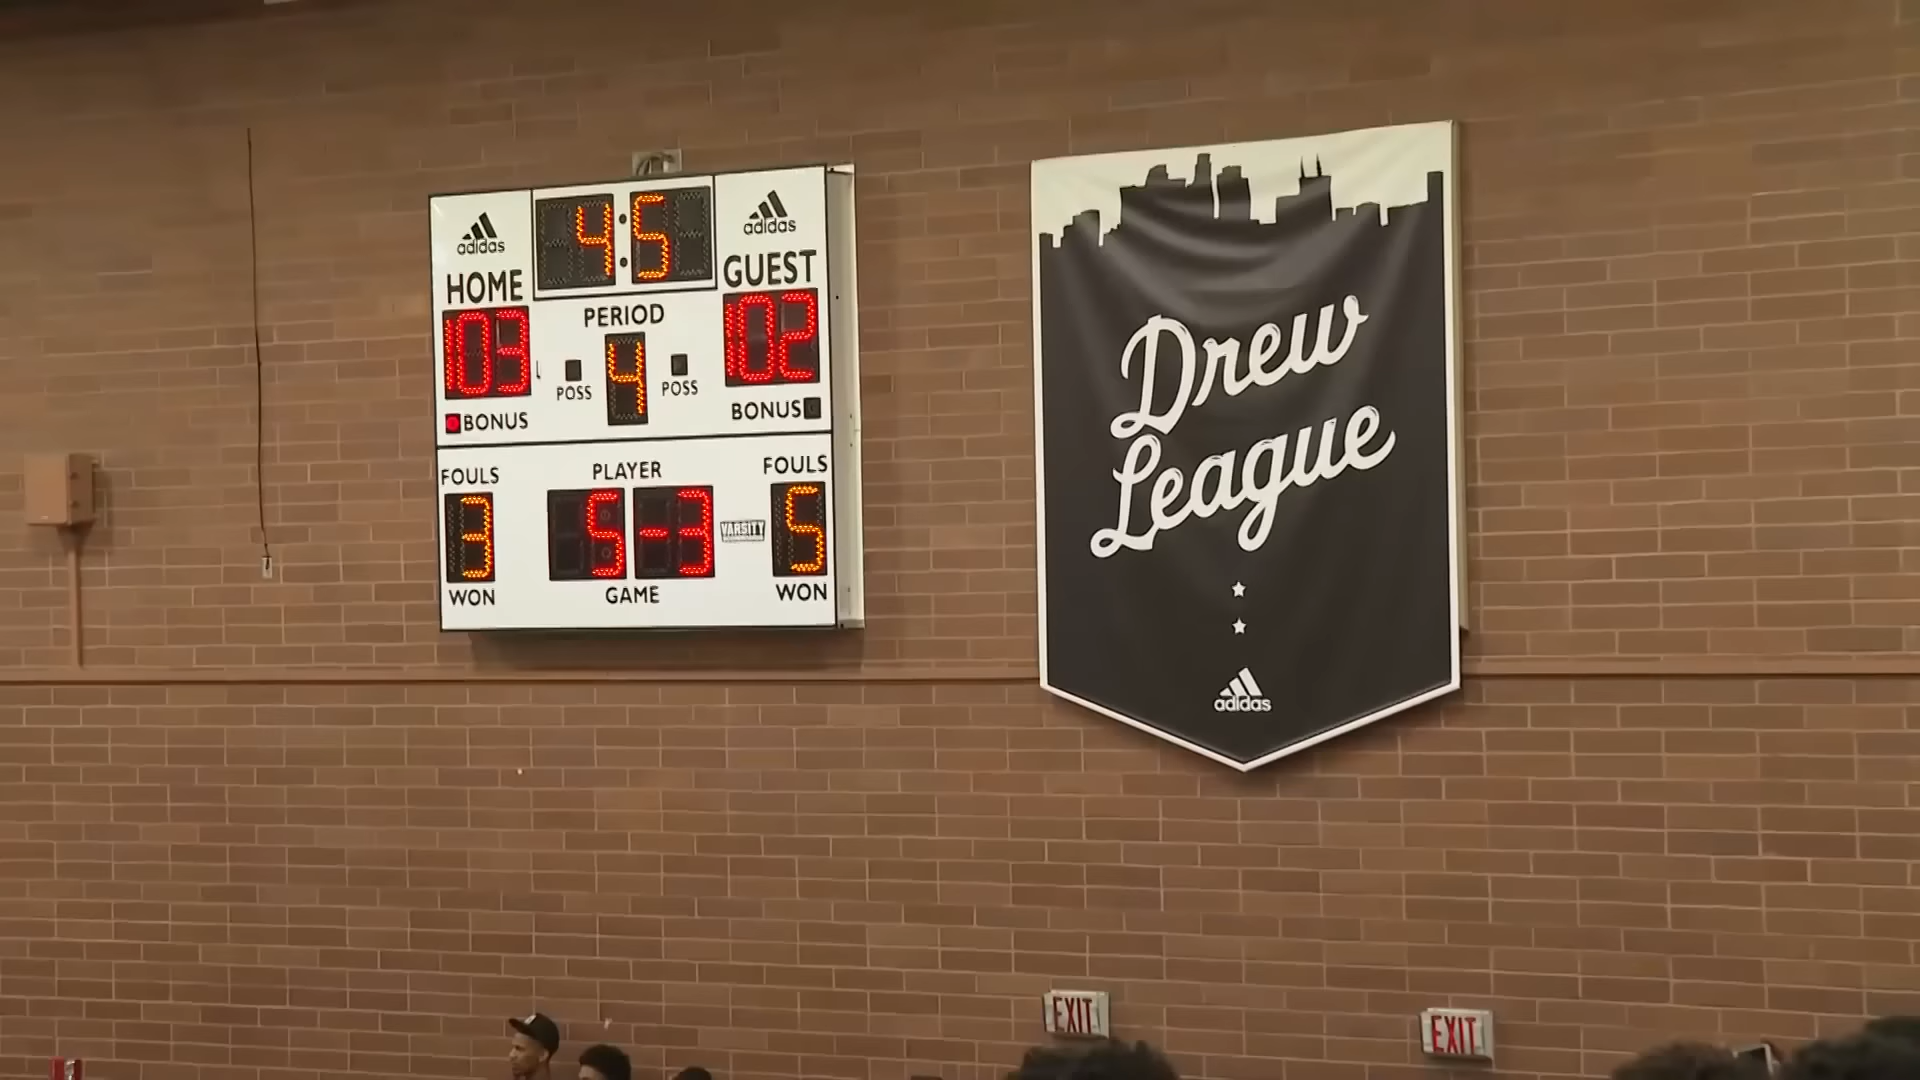 adidas
4:5
adidas
HOME
GUEST
103
PERIOD
102
POSS
4
POSS
BONUS
BONUS
FOULS
PLAYER
FOULS
3
5-3
VARSITY
5
WON
GAME
WON
Drew
League
adidas
EXIT
EXIT